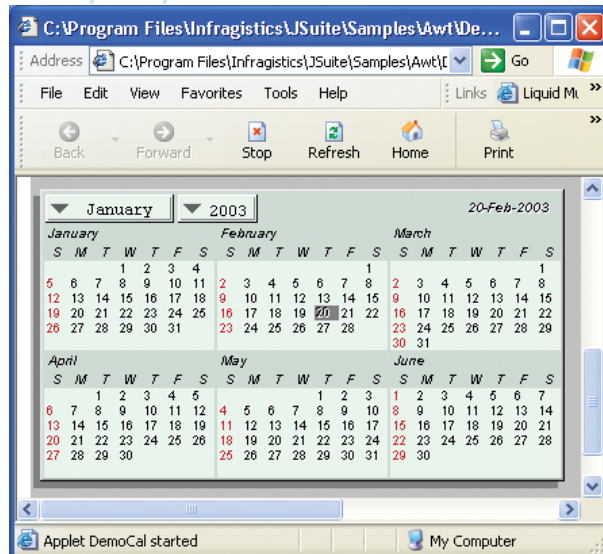 C:\Program Files\Infragistics\JSuite\Samples\Awt\De...
Address C:\Program Files\Infragistics\JSuite\Samples\Awt\ Go
File Edit View Favorites Tools Help Links Liquid
Back Forward Stop Refresh Home Print
January 2003 20-Feb-2003
January February March
S M T W T F S S M T W T F S S M T W T F S
1 2 3 4 1 1
5 6 7 8 9 10 11 2 3 4 5 6 7 8 2 3 4 5 6 7 8
12 13 14 15 16 17 18 9 10 11 12 13 14 15 9 10 11 12 13 14 15
19 20 21 22 23 24 25 16 17 18 19 20 21 22 16 17 18 19 20 21 22
26 27 28 29 30 31 23 24 25 26 27 28 23 24 25 26 27 28 29
30 31
April May June
S M T W T F S S M T W T F S S M T W T F S
1 2 3 4 5 1 2 3 1 2 3 4 5 6 7
6 7 8 9 10 11 12 4 5 6 7 8 9 10 8 9 10 11 12 13 14
13 14 15 16 17 18 19 11 12 13 14 15 16 17 15 16 17 18 19 20 21
20 21 22 23 24 25 26 18 19 20 21 22 23 24 22 23 24 25 26 27 28
27 28 29 30 25 26 27 28 29 30 31 29 30
Applet DemoCal started My Computer